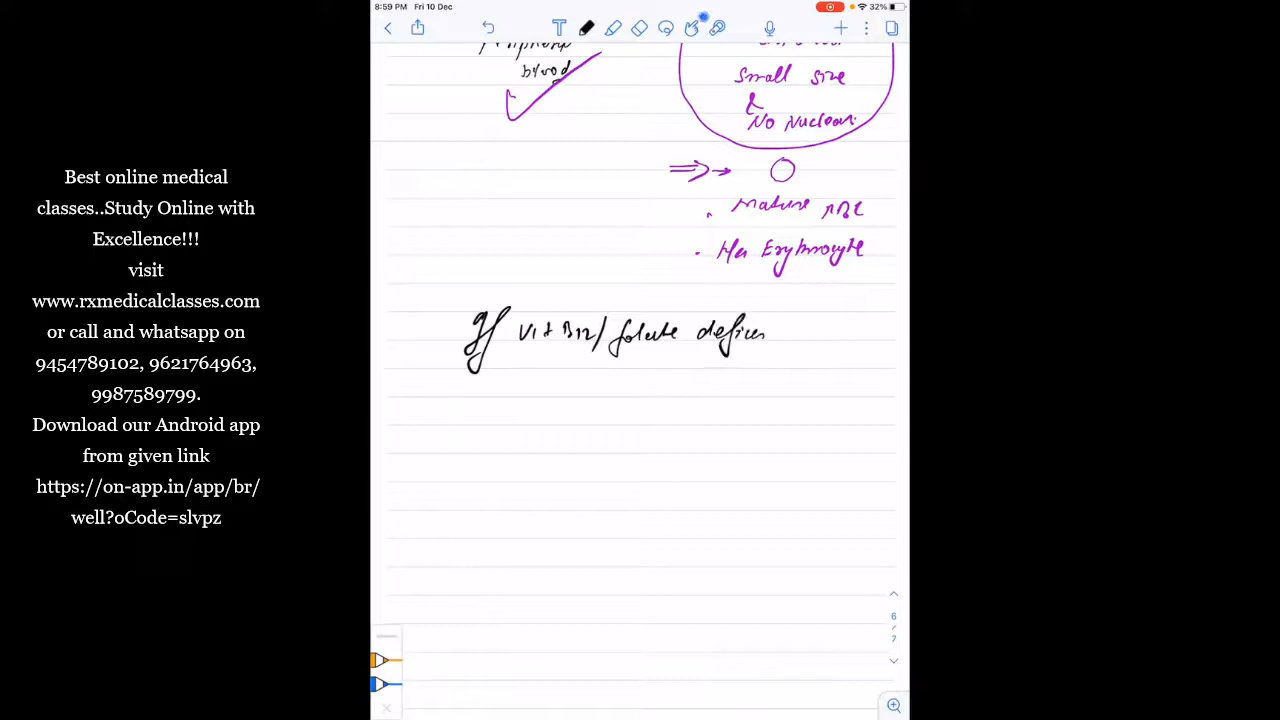 8:59 PM Fri 10 Dec
32%
Best online medical
classes..Study Online with
Excellence!!!
visit
www.rxmedicalclasses.com
or call and whatsapp on
9454789102, 9621764963,
9987589799.
Download our Android app
from given link
https://on-app.in/app/br/
well?oCode=slvpz
blood
Small size
&
No Nucleus
Mature RBC
Erythrocyte
If Vit B12/folate deficien
6
7